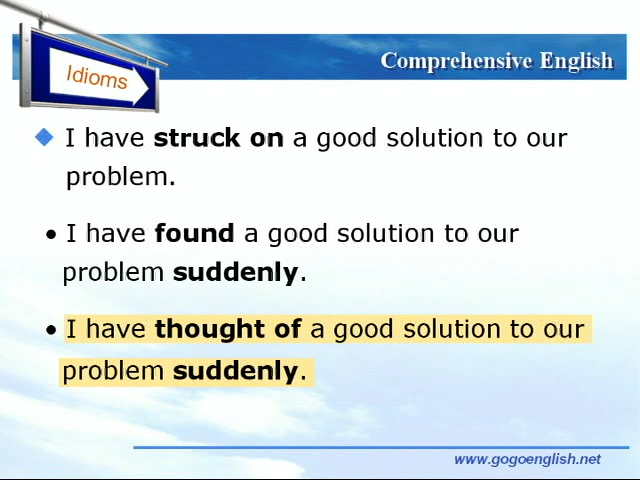 Idioms
Comprehensive English
I have struck on a good solution to our
problem.
• I have found a good solution to our
problem suddenly.
• I have thought of a good solution to our
problem suddenly.
www.gogoenglish.net